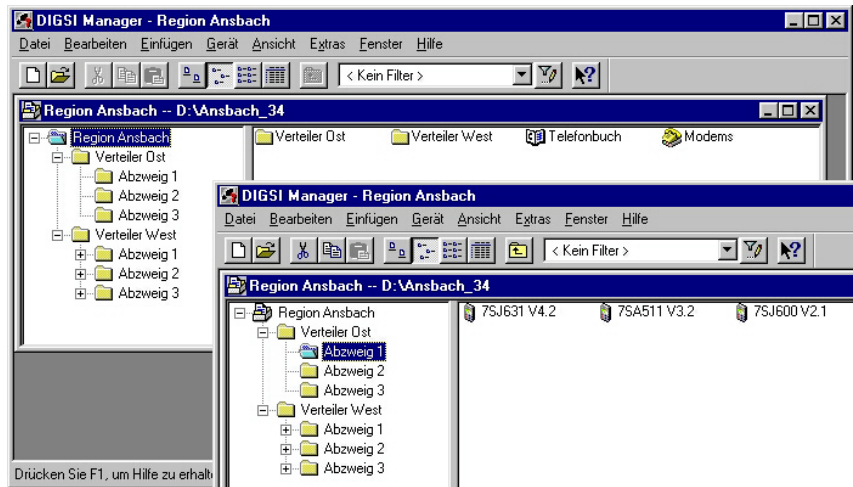 DIGSI Manager - Region Ansbach
Datei Bearbeiten Einfügen Gerät Ansicht Extras Fenster Hilfe
< Kein Filter >
Region Ansbach -- D:\Ansbach_34
Region Ansbach
Verteiler Ost
Abzweig 1
Abzweig 2
Abzweig 3
Verteiler West
Abzweig 1
Abzweig 2
Abzweig 3
Verteiler Ost Verteiler West Telefonbuch Modems
Drücken Sie F1, um Hilfe zu erhalt
DIGSI Manager - Region Ansbach
Datei Bearbeiten Einfügen Gerät Ansicht Extras Fenster Hilfe
< Kein Filter >
Region Ansbach -- D:\Ansbach_34
Region Ansbach
Verteiler Ost
Abzweig 1
Abzweig 2
Abzweig 3
Verteiler West
Abzweig 1
Abzweig 2
Abzweig 3
7SJ631 V4.2 7SA511 V3.2 7SJ600 V2.1